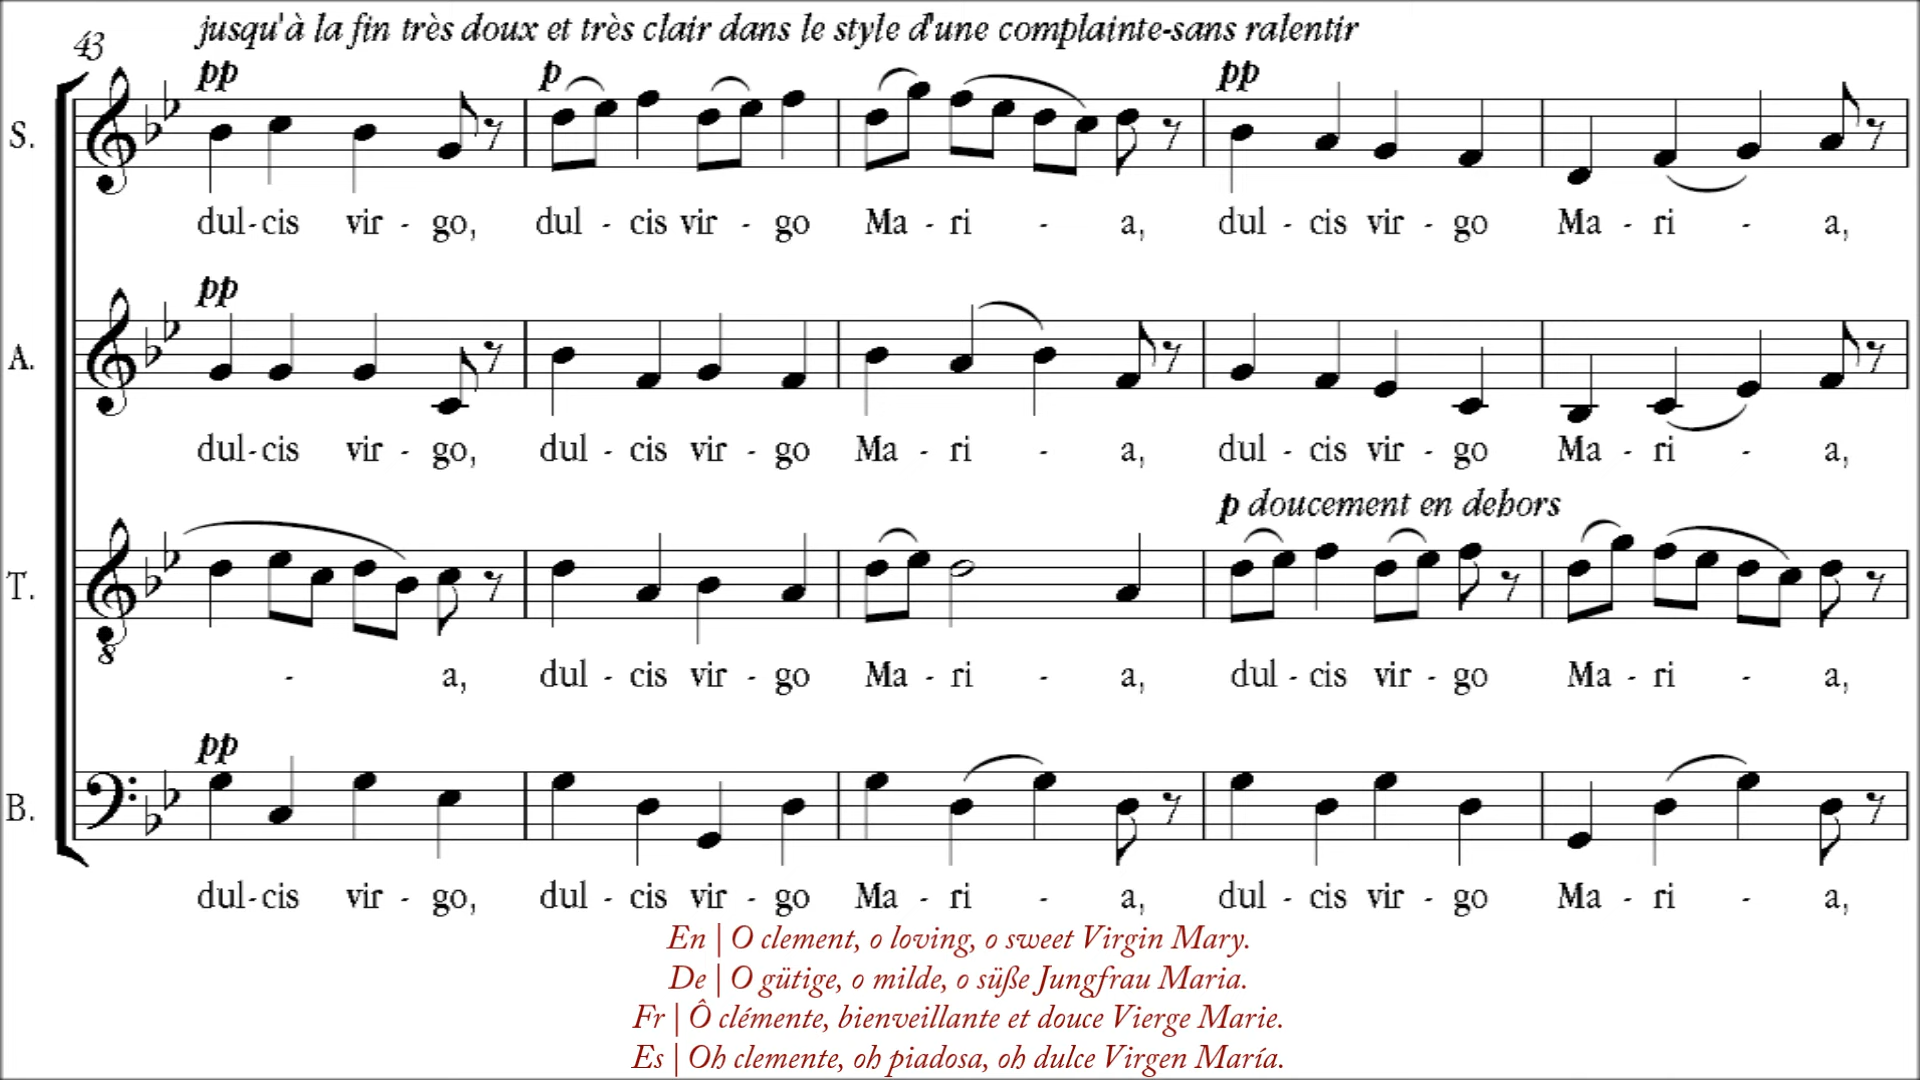 43
jusqu'à la fin très doux et très clair dans le style d'une complainte-sans ralentir
pp p pp
S.
dul-cis vir - go, dul - cis vir - go Ma - ri - a, dul - cis vir - go Ma - ri - a,
pp
A.
dul-cis vir - go, dul - cis vir - go Ma - ri - a, dul - cis vir - go Ma - ri - a,
p doucement en dehors
T.
8
- a, dul - cis vir - go Ma - ri - a, dul - cis vir - go Ma - ri - a,
pp
B.
dul-cis vir - go, dul - cis vir - go Ma - ri - a, dul - cis vir - go Ma - ri - a,
En | O clement, o loving, o sweet Virgin Mary.
De | O gütige, o milde, o süße Jungfrau Maria.
Fr | Ô clémente, bienveillante et douce Vierge Marie.
Es | Oh clemente, oh piadosa, oh dulce Virgen María.